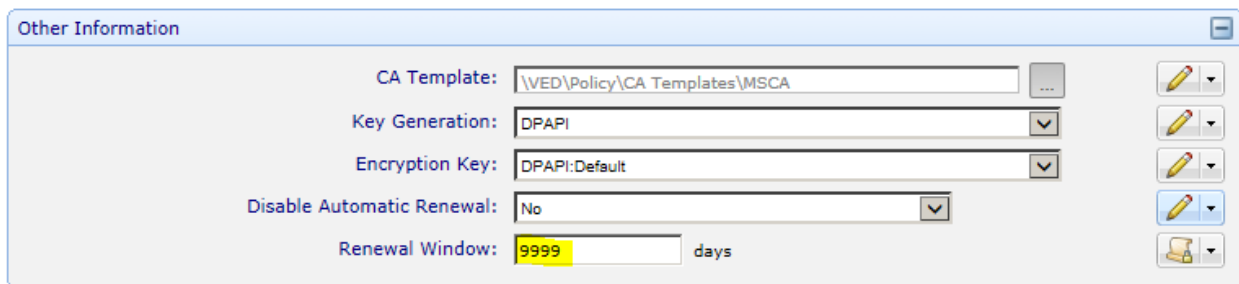 Other Information
CA Template: \VED\Policy\CA Templates\MSCA ...
Key Generation: DPAPI
Encryption Key: DPAPI:Default
Disable Automatic Renewal: No
Renewal Window: 9999 days